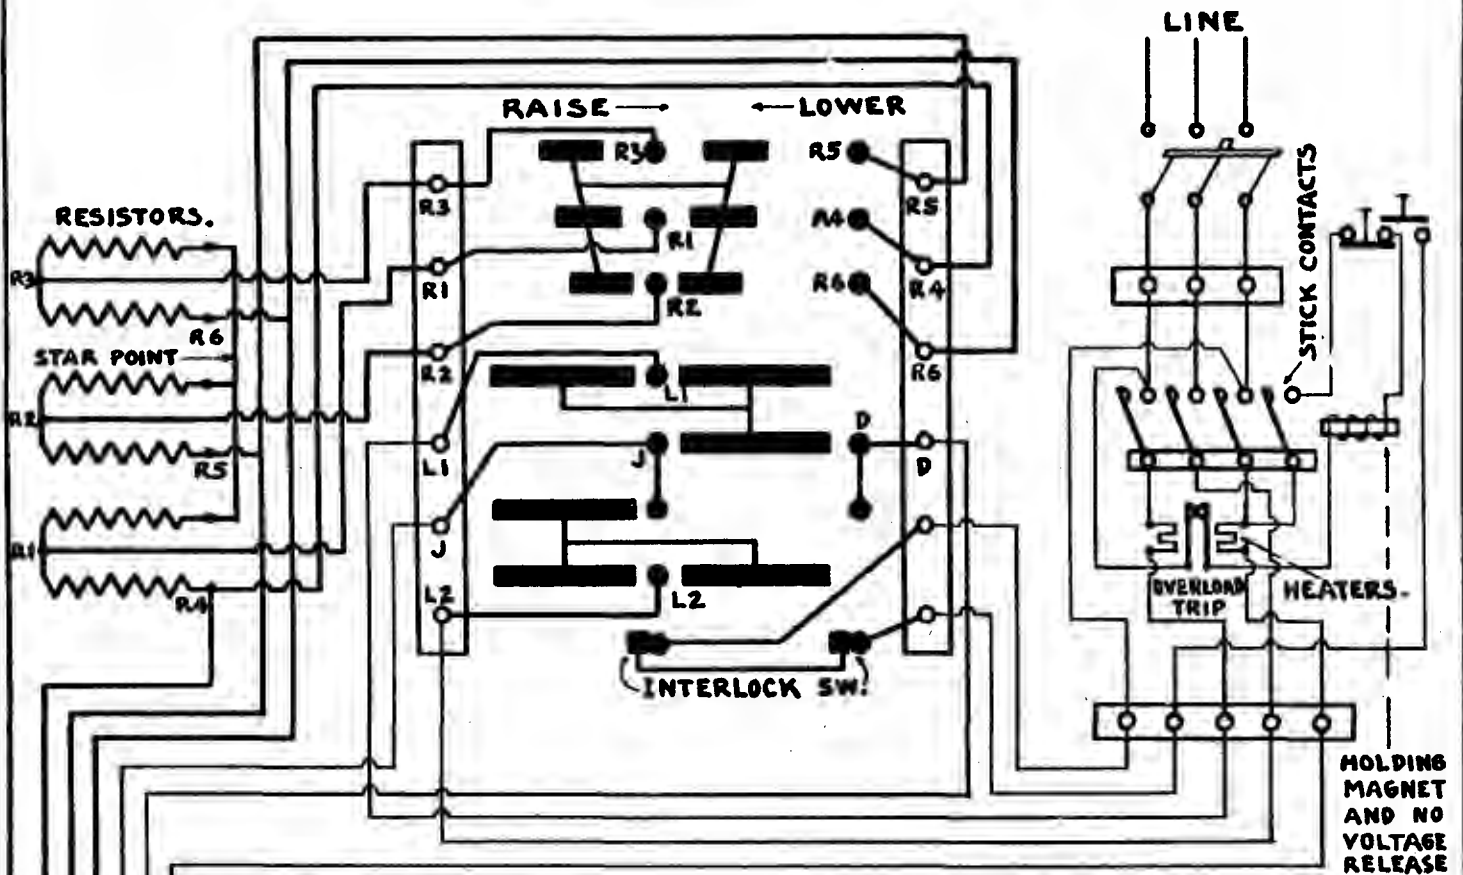 LINE
RAISE
LOWER
R3
R5
STICK CONTACTS
R3
R5
RESISTORS.
R1
R4
R3
R1
R4
R6
R2
R6
STAR POINT
R2
R6
L1
R2
D
L1
J
D
R5
J
R1
OVERLOAD
TRIP
HEATERS.
R4
L2
L2
INTERLOCK SW.
HOLDING
MAGNET
AND NO
VOLTAGE
RELEASE